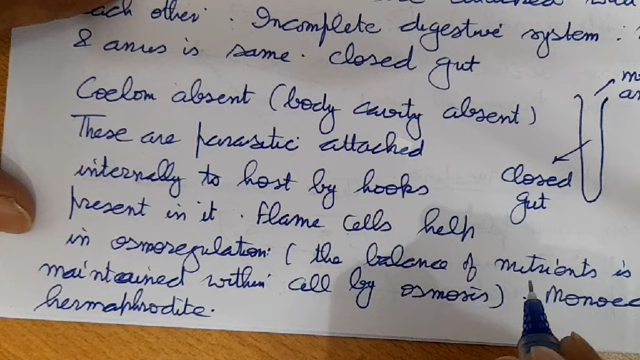 each other. Incomplete digestive system :
& anus is same. closed gut
Coelom absent (body cavity absent)
These are parasitic attached
internally to host by hooks
closed
gut
present in it. Flame cells help
in osmoregulation: ( the balance of nutrients is
maintained within cell by osmosis) . Monoec
hermaphrodite.